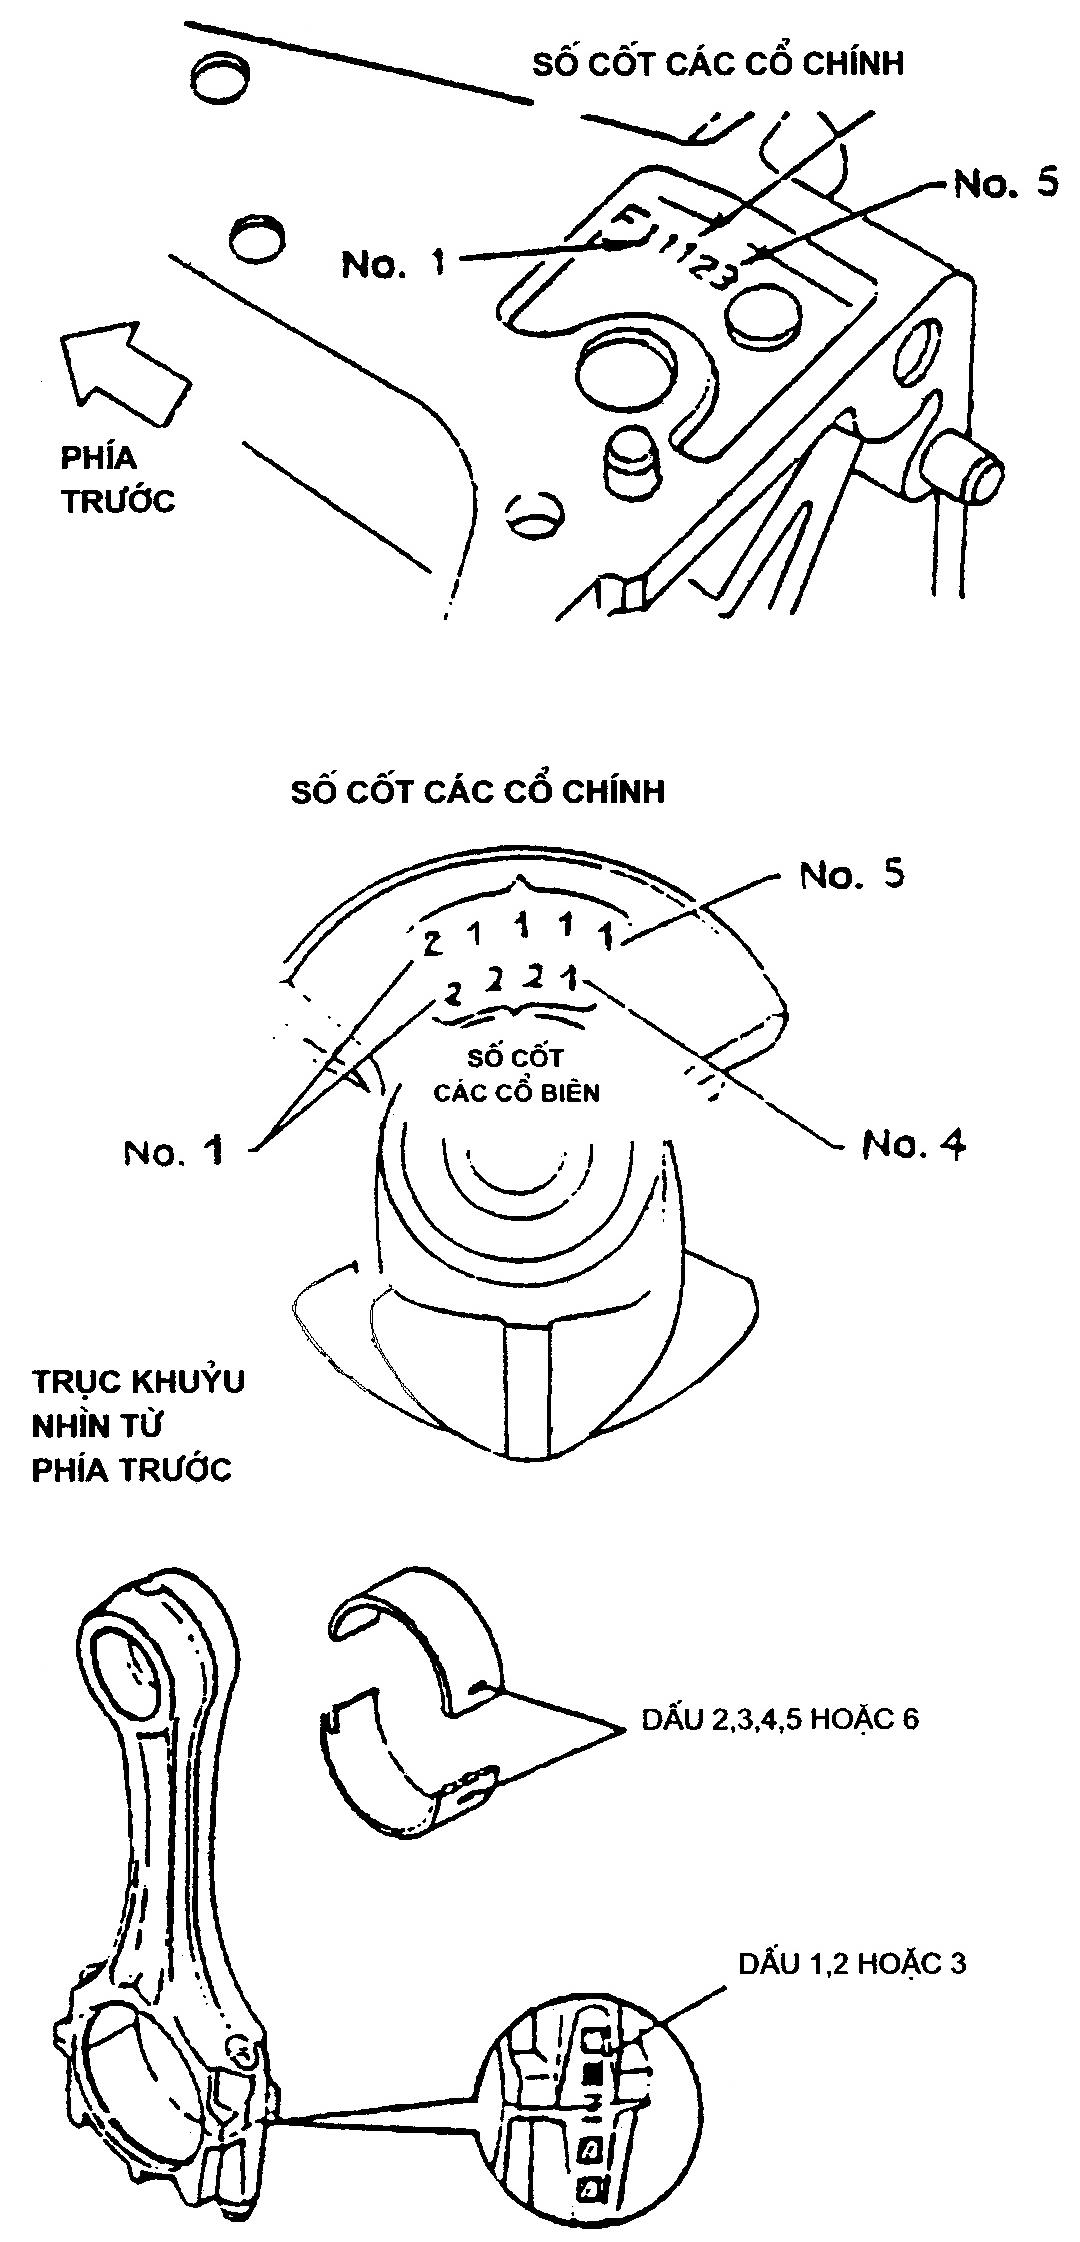 SỐ CỐT CÁC CỔ CHÍNH
No. 5
F11123
No. 1
PHÍA
TRƯỚC
SỐ CỐT CÁC CỔ CHÍNH
No. 5
2 1 1 1 1
2 2 2 1
SỐ CỐT
CÁC CỔ BIÊN
No. 1
No. 4
TRỤC KHUỶU
NHÌN TỪ
PHÍA TRƯỚC
DẤU 2,3,4,5 HOẶC 6
DẤU 1,2 HOẶC 3